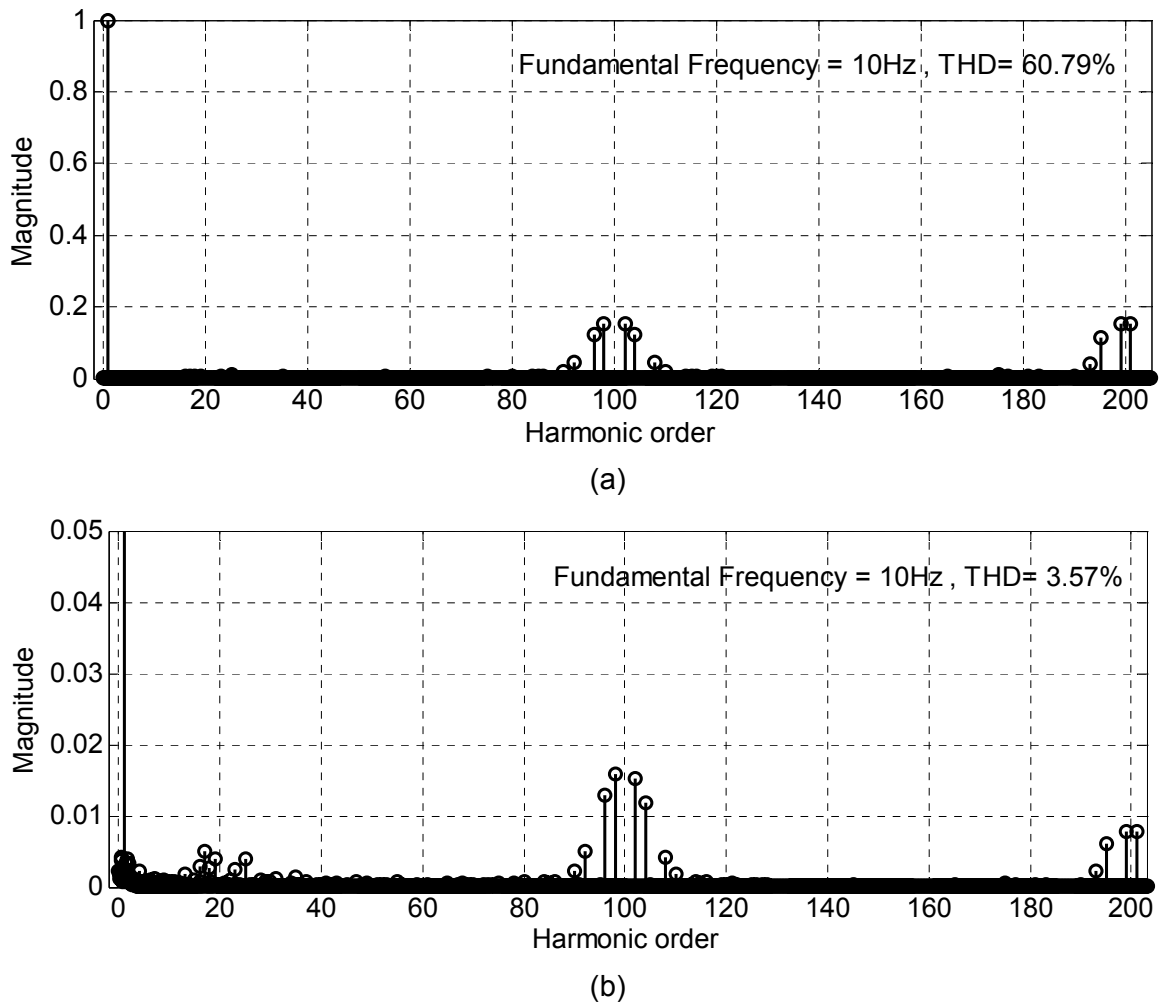 1
0.8
0.6
0.4
0.2
0
Magnitude
Fundamental Frequency = 10Hz , THD= 60.79%
0 20 40 60 80 100 120 140 160 180 200
Harmonic order
(a)
0.05
0.04
0.03
0.02
0.01
0
Magnitude
Fundamental Frequency = 10Hz , THD= 3.57%
0 20 40 60 80 100 120 140 160 180 200
Harmonic order
(b)